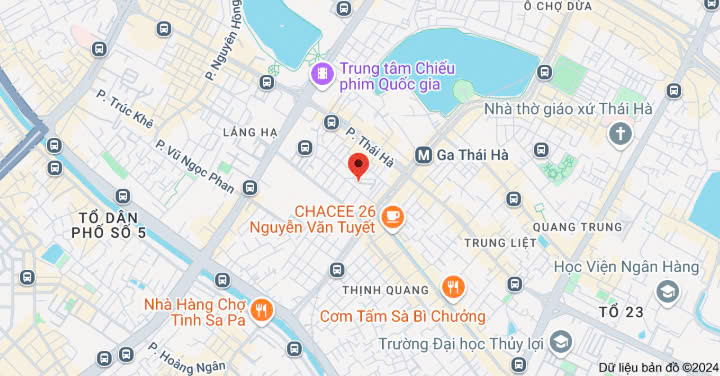 Ô CHỢ DỪA
P. Nguyên Hồng
Trung tâm Chiếu
phim Quốc gia
P. Trúc Khê
Nhà thờ giáo xứ Thái Hà
LÁNG HẠ
P. Thái Hà
P. Vũ Ngọc Phan
Ga Thái Hà
CHACEE 26
Nguyễn Văn Tuyết
TỔ DÂN
PHỐ SỐ 5
QUANG TRUNG
TRUNG LIỆT
Học Viện Ngân Hàng
THỊNH QUANG
Nhà Hàng Chợ
Tình Sa Pa
Cơm Tấm Sà Bì Chưởng
TỔ 23
Trường Đại học Thủy lợi
P. Hoàng Ngân
Dữ liệu bản đồ ©2024